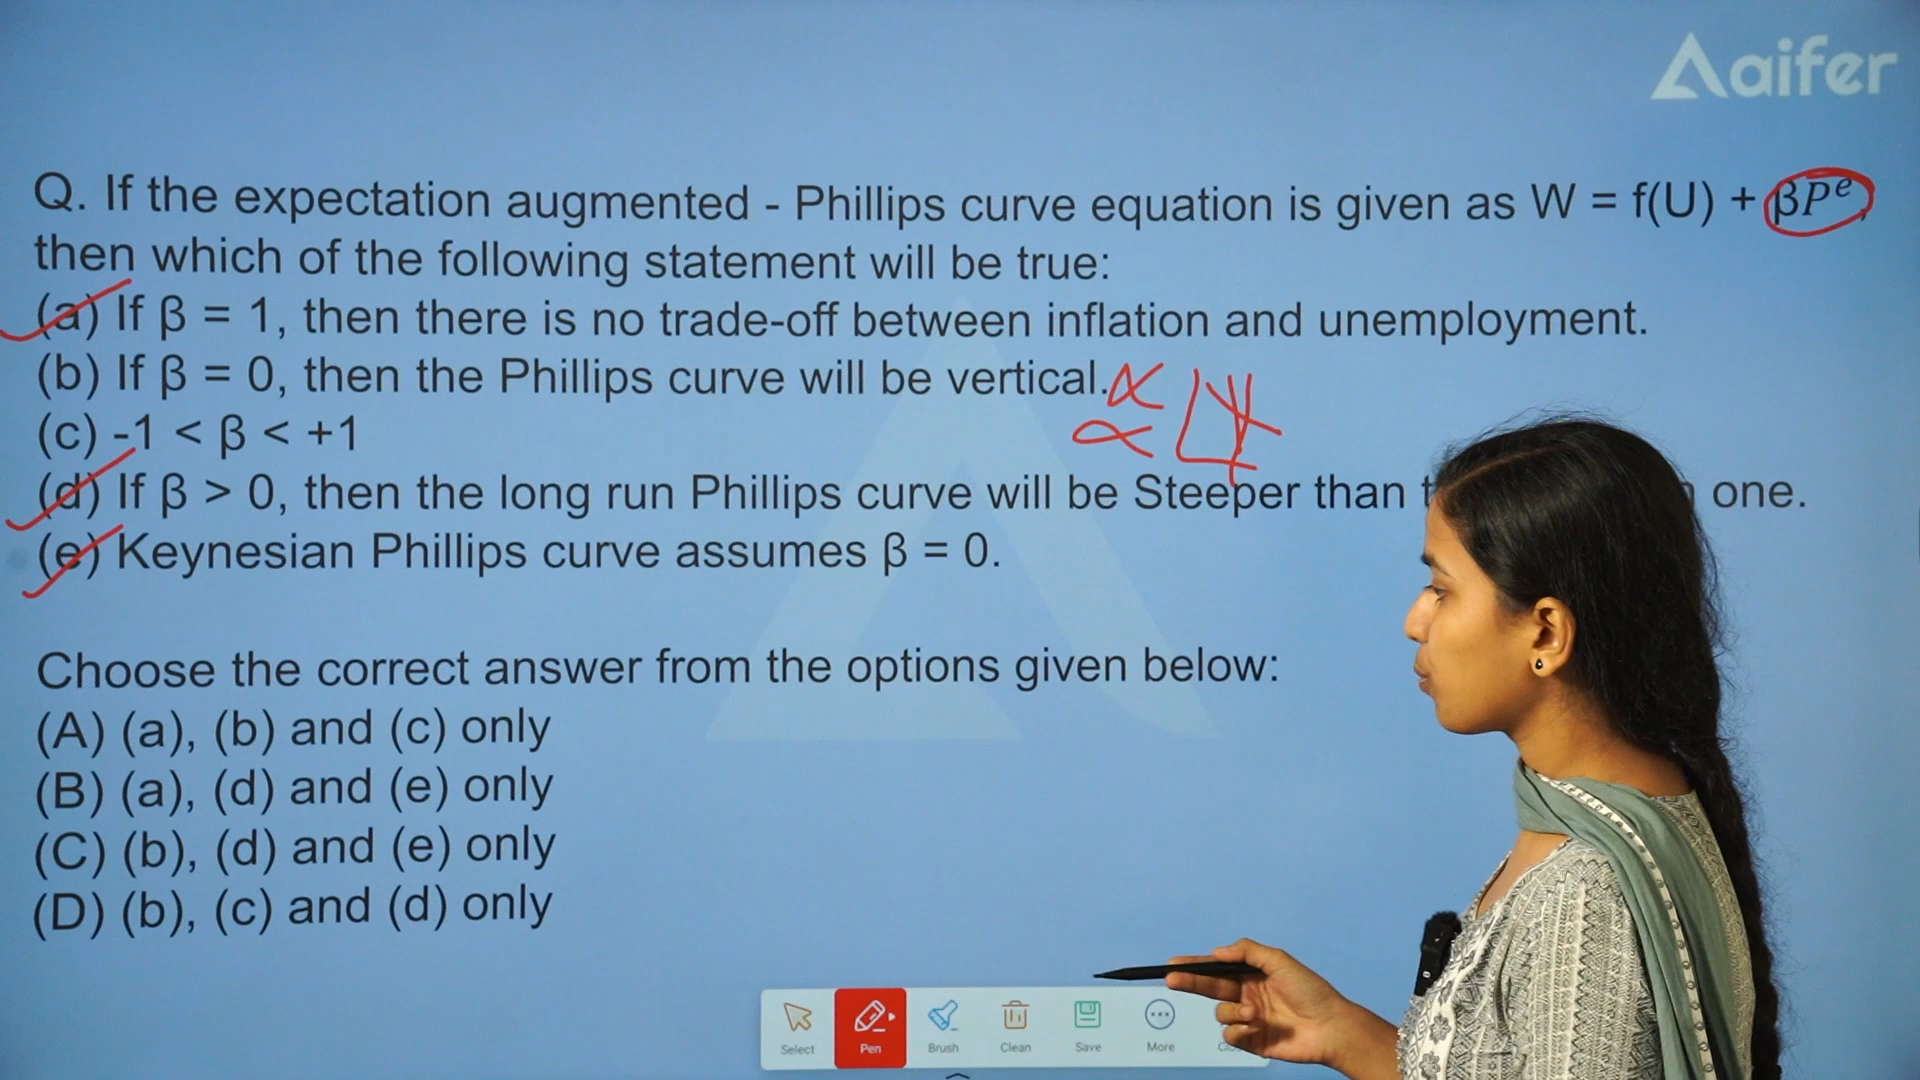 aifer
Q. If the expectation augmented - Phillips curve equation is given as W = f(U) + βPᵉ,
then which of the following statement will be true:
(a) If β = 1, then there is no trade-off between inflation and unemployment.
(b) If β = 0, then the Phillips curve will be vertical.
(c) -1 < β < +1
(d) If β > 0, then the long run Phillips curve will be Steeper than one.
(e) Keynesian Phillips curve assumes β = 0.
Choose the correct answer from the options given below:
(A) (a), (b) and (c) only
(B) (a), (d) and (e) only
(C) (b), (d) and (e) only
(D) (b), (c) and (d) only
Select Pen Brush Clean Save More